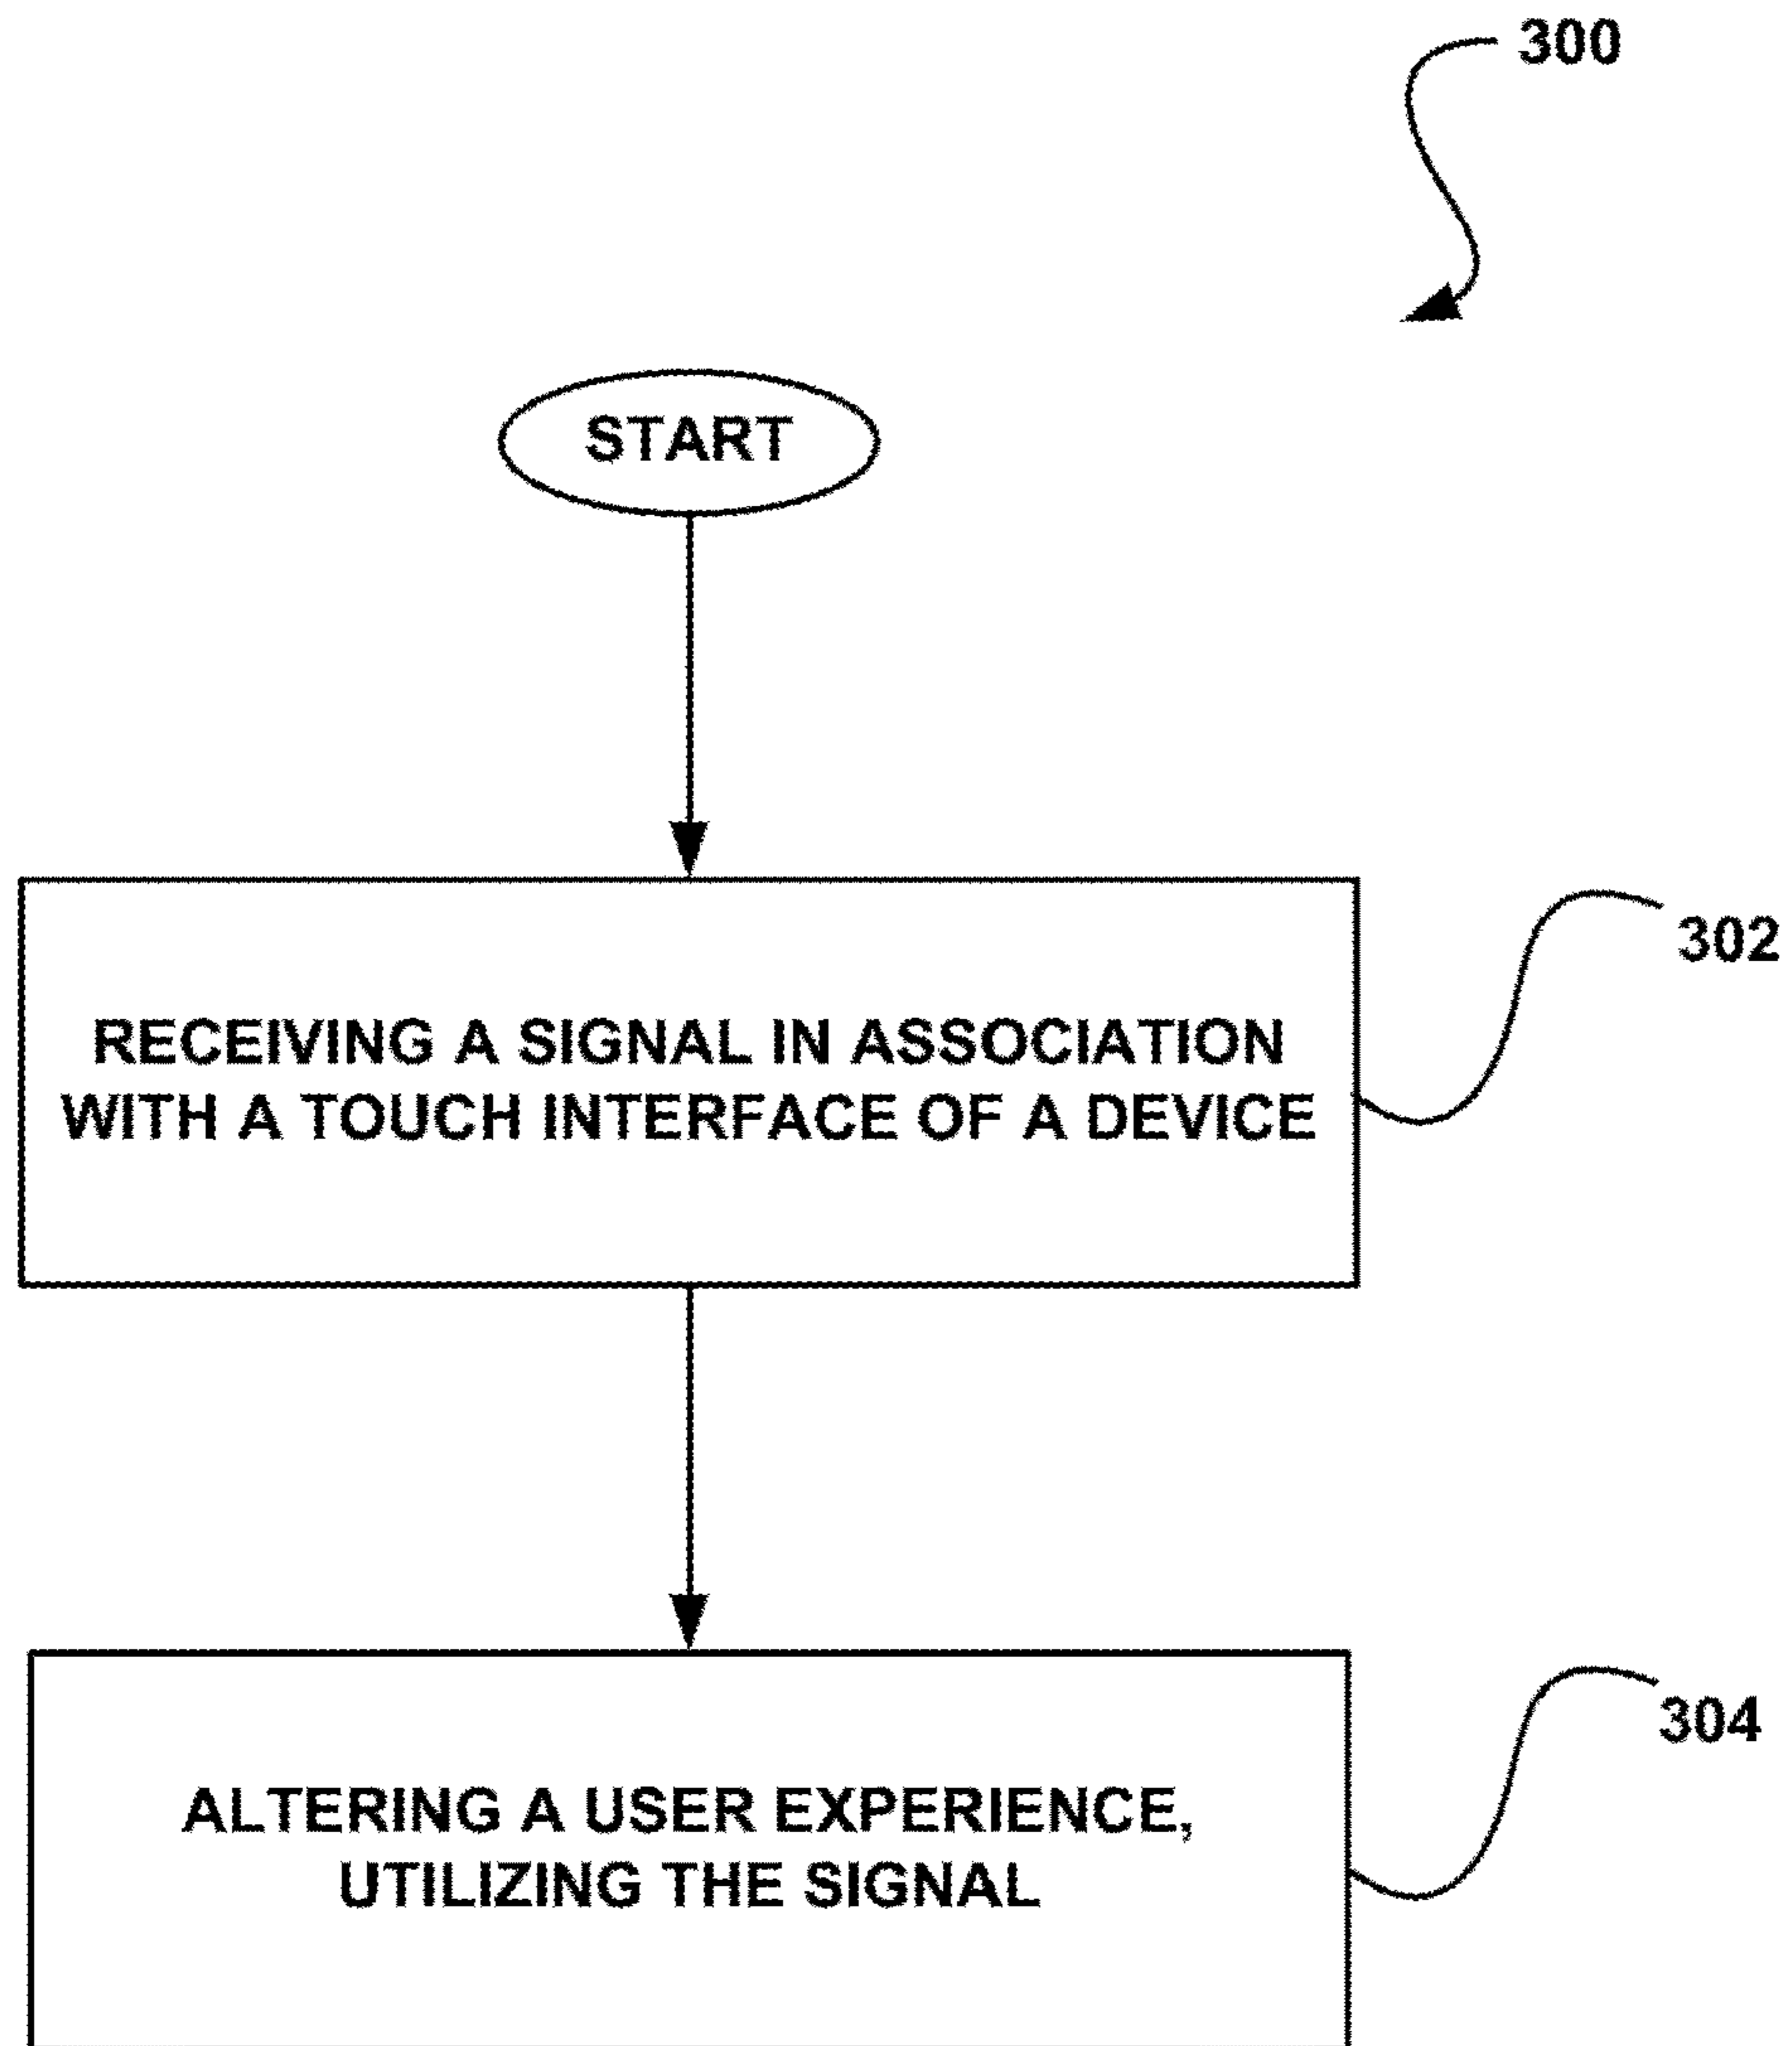 300
START
RECEIVING A SIGNAL IN ASSOCIATION
WITH A TOUCH INTERFACE OF A DEVICE
302
ALTERING A USER EXPERIENCE,
UTILIZING THE SIGNAL
304